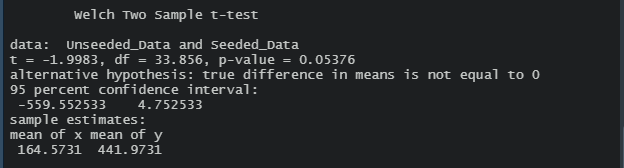 Welch Two Sample t-test
data:  Unseeded_Data and Seeded_Data
t = -1.9983, df = 33.856, p-value = 0.05376
alternative hypothesis: true difference in means is not equal to 0
95 percent confidence interval:
 -559.552533    4.752533
sample estimates:
mean of x mean of y
 164.5731  441.9731